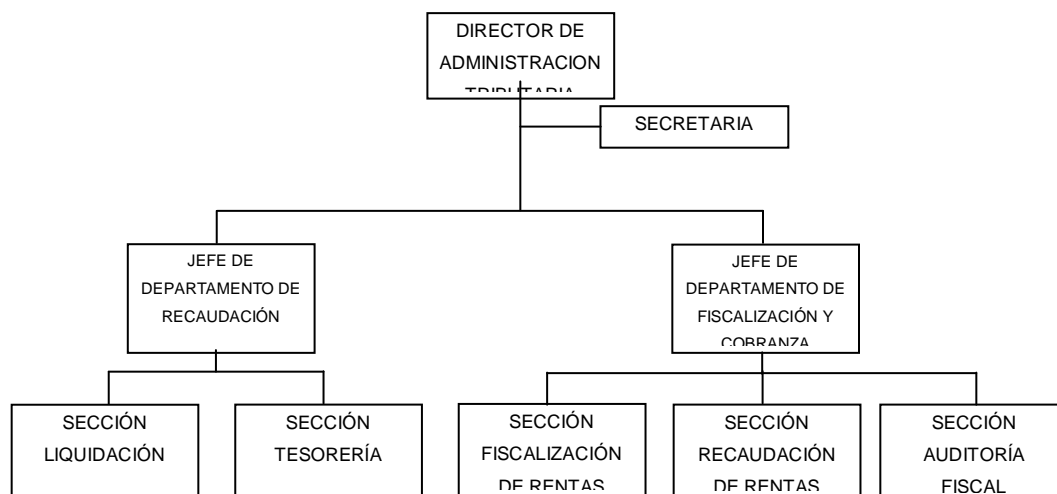 DIRECTOR DE
ADMINISTRACION
TRIBUTARIA
SECRETARIA
JEFE DE
DEPARTAMENTO DE
RECAUDACIÓN
JEFE DE
DEPARTAMENTO DE
FISCALIZACIÓN Y
COBRANZA
SECCIÓN
LIQUIDACIÓN
SECCIÓN
TESORERÍA
SECCIÓN
FISCALIZACIÓN
DE RENTAS
SECCIÓN
RECAUDACIÓN
DE RENTAS
SECCIÓN
AUDITORÍA
FISCAL